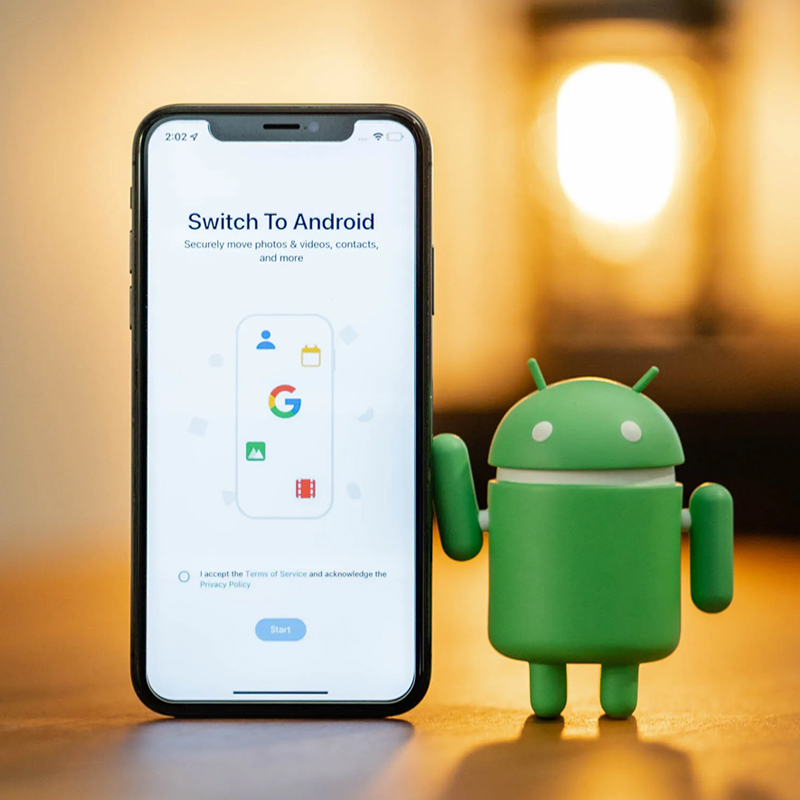 2:02
Switch To Android
Securely move photos & videos, contacts,
and more
G
I accept the Terms of Service and acknowledge the
Privacy Policy
Start